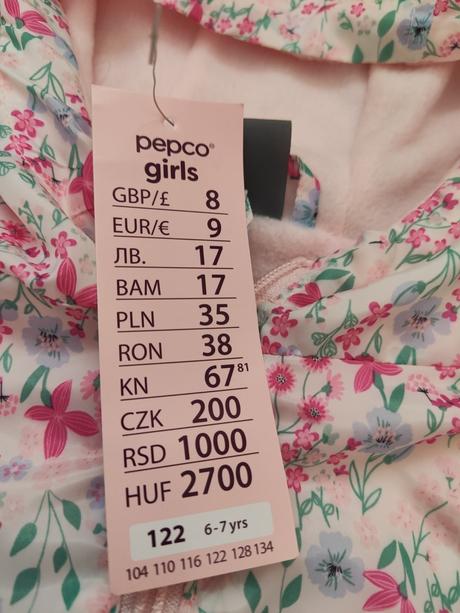 pepco®
girls
GBP/£ 8
EUR/€ 9
ЛВ. 17
BAM 17
PLN 35
RON 38
KN 67⁸¹
CZK 200
RSD 1000
HUF 2700
122 6-7 yrs
104 110 116 122 128 134